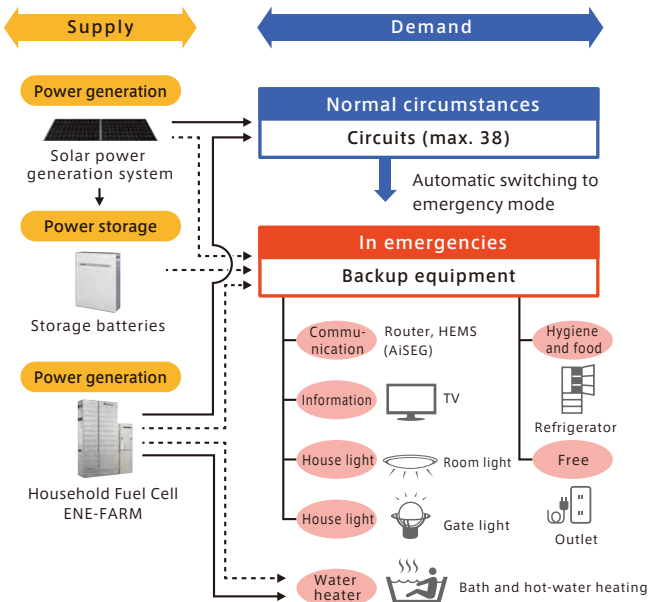 Supply
Demand
Power generation
Solar power
generation system
Power storage
Storage batteries
Power generation
Household Fuel Cell
ENE-FARM
Normal circumstances
Circuits (max. 38)
Automatic switching to
emergency mode
In emergencies
Backup equipment
Commu-
nication
Router, HEMS
(AiSEG)
Information
TV
House light
Room light
House light
Gate light
Hygiene
and food
Refrigerator
Free
Outlet
Water
heater
Bath and hot-water heating